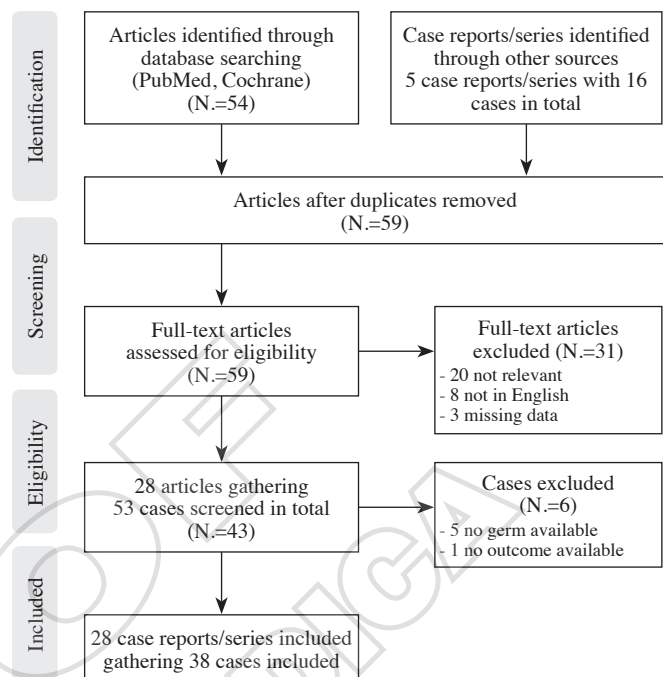 Identification
Articles identified through
database searching
(PubMed, Cochrane)
(N.=54)
Case reports/series identified
through other sources
5 case reports/series with 16
cases in total
Articles after duplicates removed
(N.=59)
Screening
Full-text articles
assessed for eligibility
(N.=59)
Full-text articles
excluded (N.=31)
- 20 not relevant
- 8 not in English
- 3 missing data
Eligibility
28 articles gathering
53 cases screened in total
(N.=43)
Cases excluded
(N.=6)
- 5 no germ available
- 1 no outcome available
Included
28 case reports/series included
gathering 38 cases included
OF
DICA